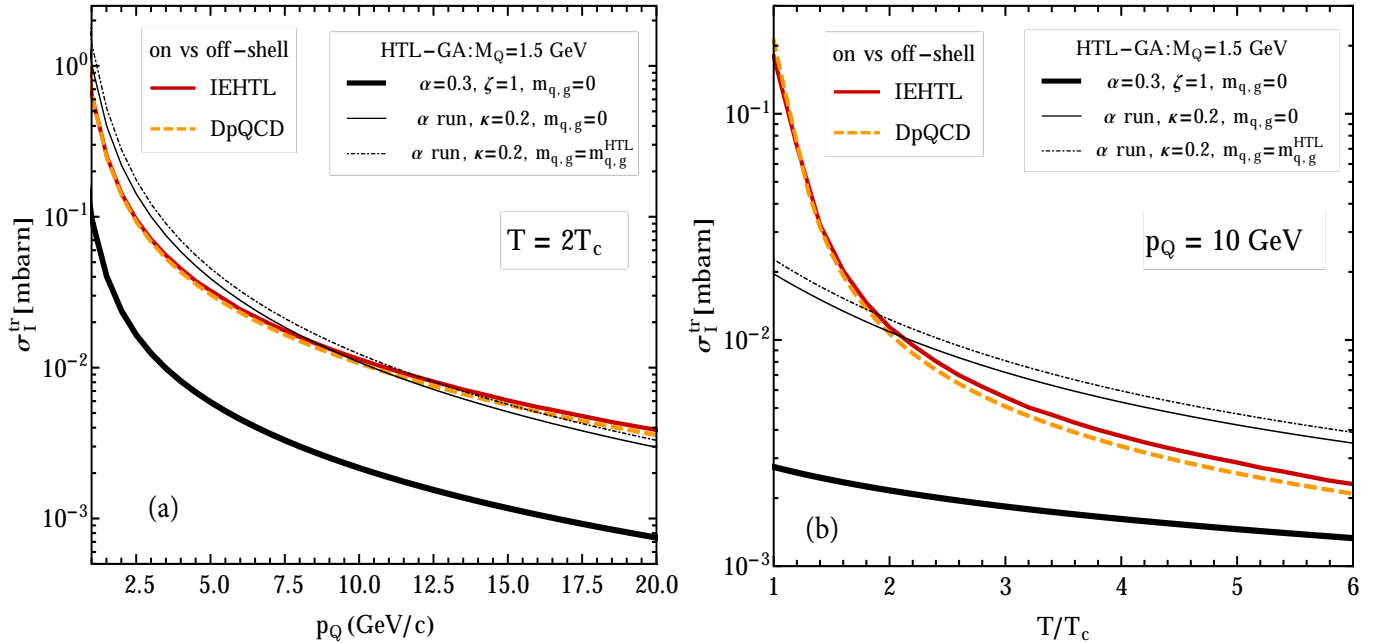 on vs off-shell
IEHTL
DpQCD
HTL-GA:M_Q=1.5 GeV
α=0.3, ζ=1, m_q,g=0
α run, κ=0.2, m_q,g=0
α run, κ=0.2, m_q,g=m_q,g^HTL
T = 2T_c
(a)
σ_I^tr [mbarn]
10^0
10^-1
10^-2
10^-3
2.5 5.0 7.5 10.0 12.5 15.0 17.5 20.0
p_Q (GeV/c)
on vs off-shell
IEHTL
DpQCD
HTL-GA:M_Q=1.5 GeV
α=0.3, ζ=1, m_q,g=0
α run, κ=0.2, m_q,g=0
α run, κ=0.2, m_q,g=m_q,g^HTL
p_Q = 10 GeV
(b)
σ_I^tr [mbarn]
10^-1
10^-2
10^-3
1 2 3 4 5 6
T/T_c